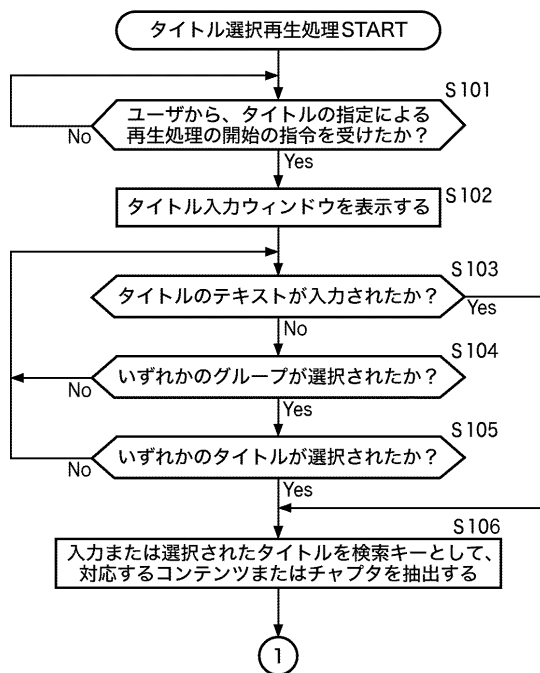 タイトル選択再生処理START
S101
ユーザから、タイトルの指定による
再生処理の開始の指令を受けたか？
No
Yes
S102
タイトル入力ウィンドウを表示する
S103
タイトルのテキストが入力されたか？
Yes
No
S104
いずれかのグループが選択されたか？
No
Yes
S105
いずれかのタイトルが選択されたか？
No
Yes
S106
入力または選択されたタイトルを検索キーとして、
対応するコンテンツまたはチャプタを抽出する
1